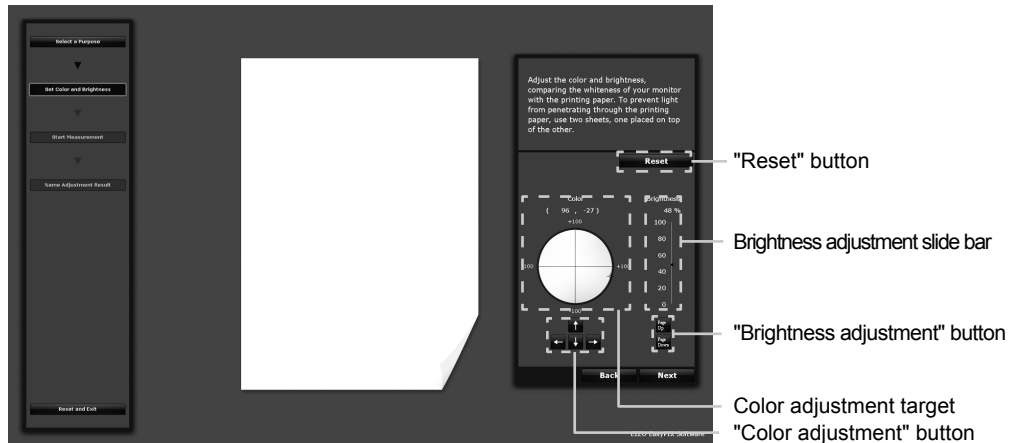 Select a Purpose
Set Color and Brightness
Start Measurement
Name Adjustment Result
Reset and Exit
Adjust the color and brightness,
comparing the whiteness of your monitor
with the printing paper. To prevent light
from penetrating through the printing
paper, use two sheets, one placed on top
of the other.
Reset
Color
( 96 , -27 )
+100
-100
+100
-100
Brightness
48 %
100
80
60
40
20
0
Page
Up
Page
Down
Back
Next
EIZO EasyPIX Software
"Reset" button
Brightness adjustment slide bar
"Brightness adjustment" button
Color adjustment target
"Color adjustment" button